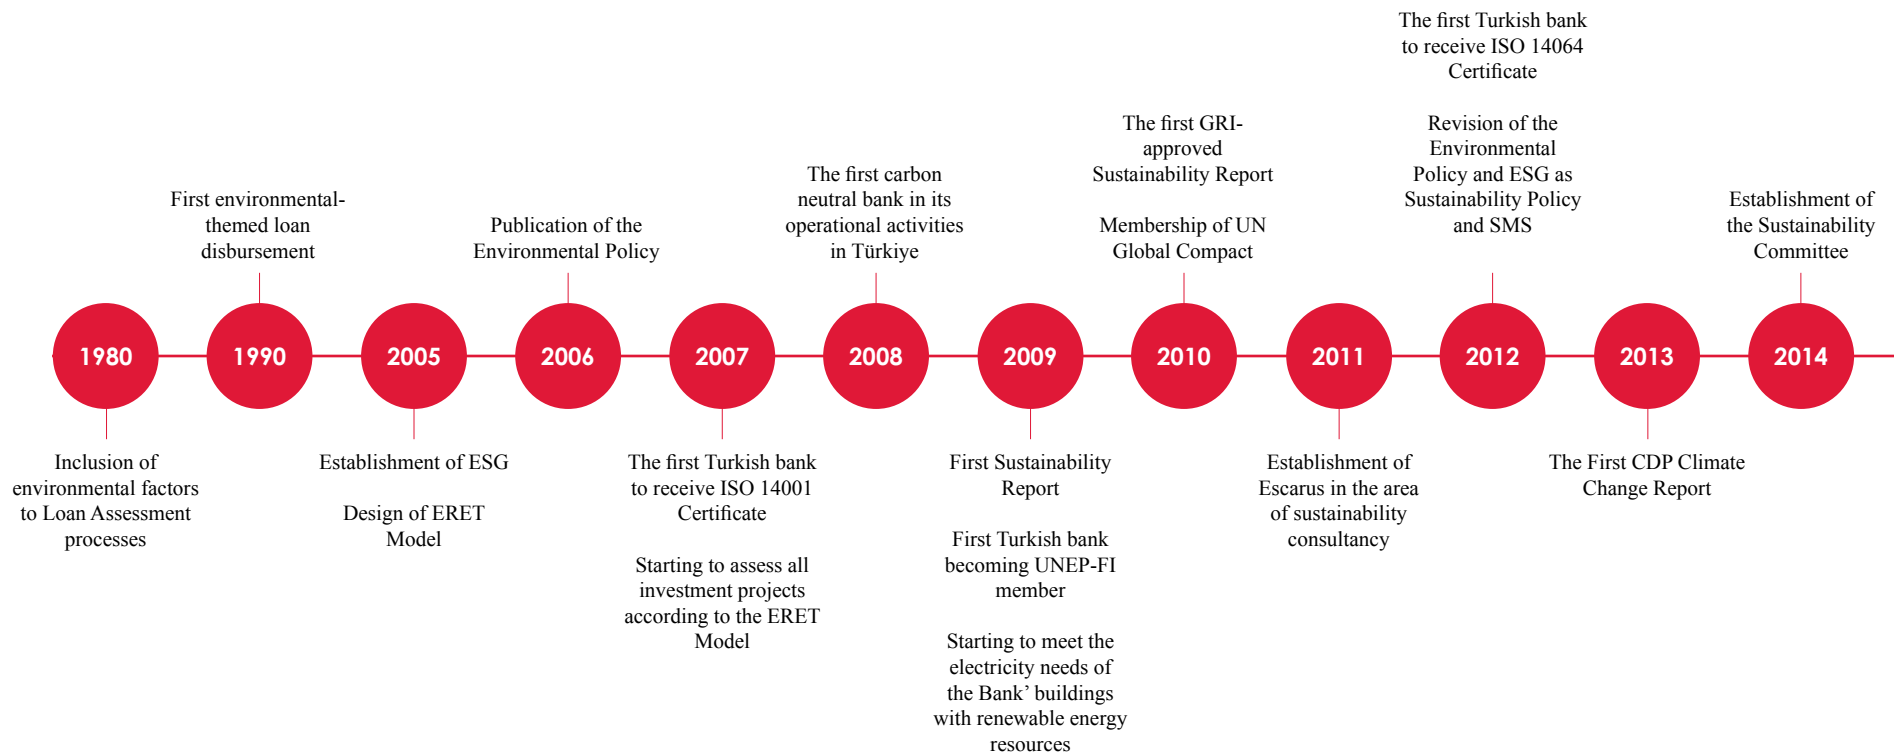 1980
Inclusion of
environmental factors
to Loan Assessment
processes
First environmental-
themed loan
disbursement
1990
2005
Establishment of ESG
Design of ERET
Model
Publication of the
Environmental Policy
2006
2007
The first Turkish bank
to receive ISO 14001
Certificate
Starting to assess all
investment projects
according to the ERET
Model
The first carbon
neutral bank in its
operational activities
in Türkiye
2008
2009
First Sustainability
Report
First Turkish bank
becoming UNEP-FI
member
Starting to meet the
electricity needs of
the Bank’ buildings
with renewable energy
resources
The first GRI-
approved
Sustainability Report
Membership of UN
Global Compact
2010
2011
Establishment of
Escarus in the area
of sustainability
consultancy
The first Turkish bank
to receive ISO 14064
Certificate
Revision of the
Environmental
Policy and ESG as
Sustainability Policy
and SMS
2012
2013
The First CDP Climate
Change Report
Establishment of
the Sustainability
Committee
2014